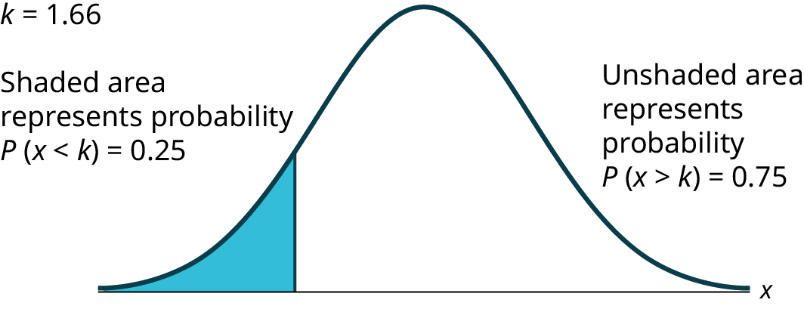 k = 1.66
Shaded area
represents probability
P (x < k) = 0.25
Unshaded area
represents
probability
P (x > k) = 0.75
x